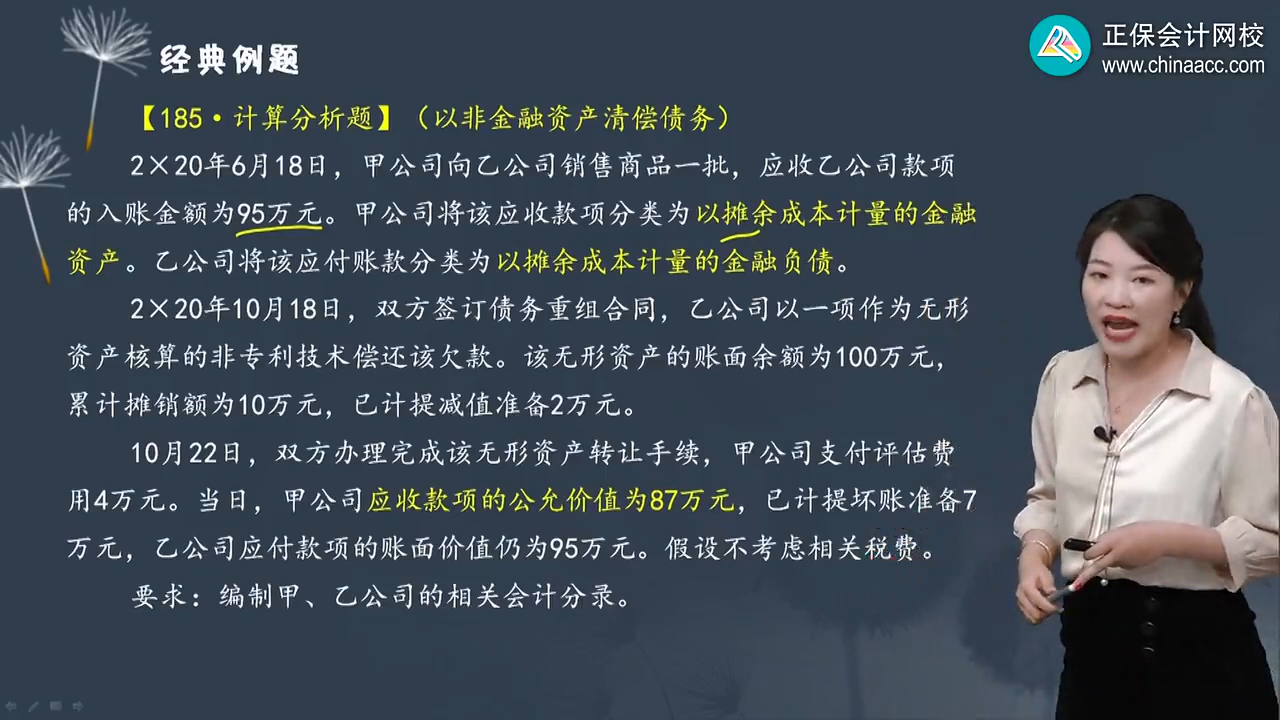 正保会计网校
www.chinaacc.com
经典例题
【185·计算分析题】（以非金融资产清偿债务）
2×20年6月18日，甲公司向乙公司销售商品一批，应收乙公司款项
的入账金额为95万元。甲公司将该应收款项分类为以摊余成本计量的金融
资产。乙公司将该应付账款分类为以摊余成本计量的金融负债。
2×20年10月18日，双方签订债务重组合同，乙公司以一项作为无形
资产核算的非专利技术偿还该欠款。该无形资产的账面余额为100万元，
累计摊销额为10万元，已计提减值准备2万元。
10月22日，双方办理完成该无形资产转让手续，甲公司支付评估费
用4万元。当日，甲公司应收款项的公允价值为87万元，已计提坏账准备7
万元，乙公司应付款项的账面价值仍为95万元。假设不考虑相关税费。
要求：编制甲、乙公司的相关会计分录。